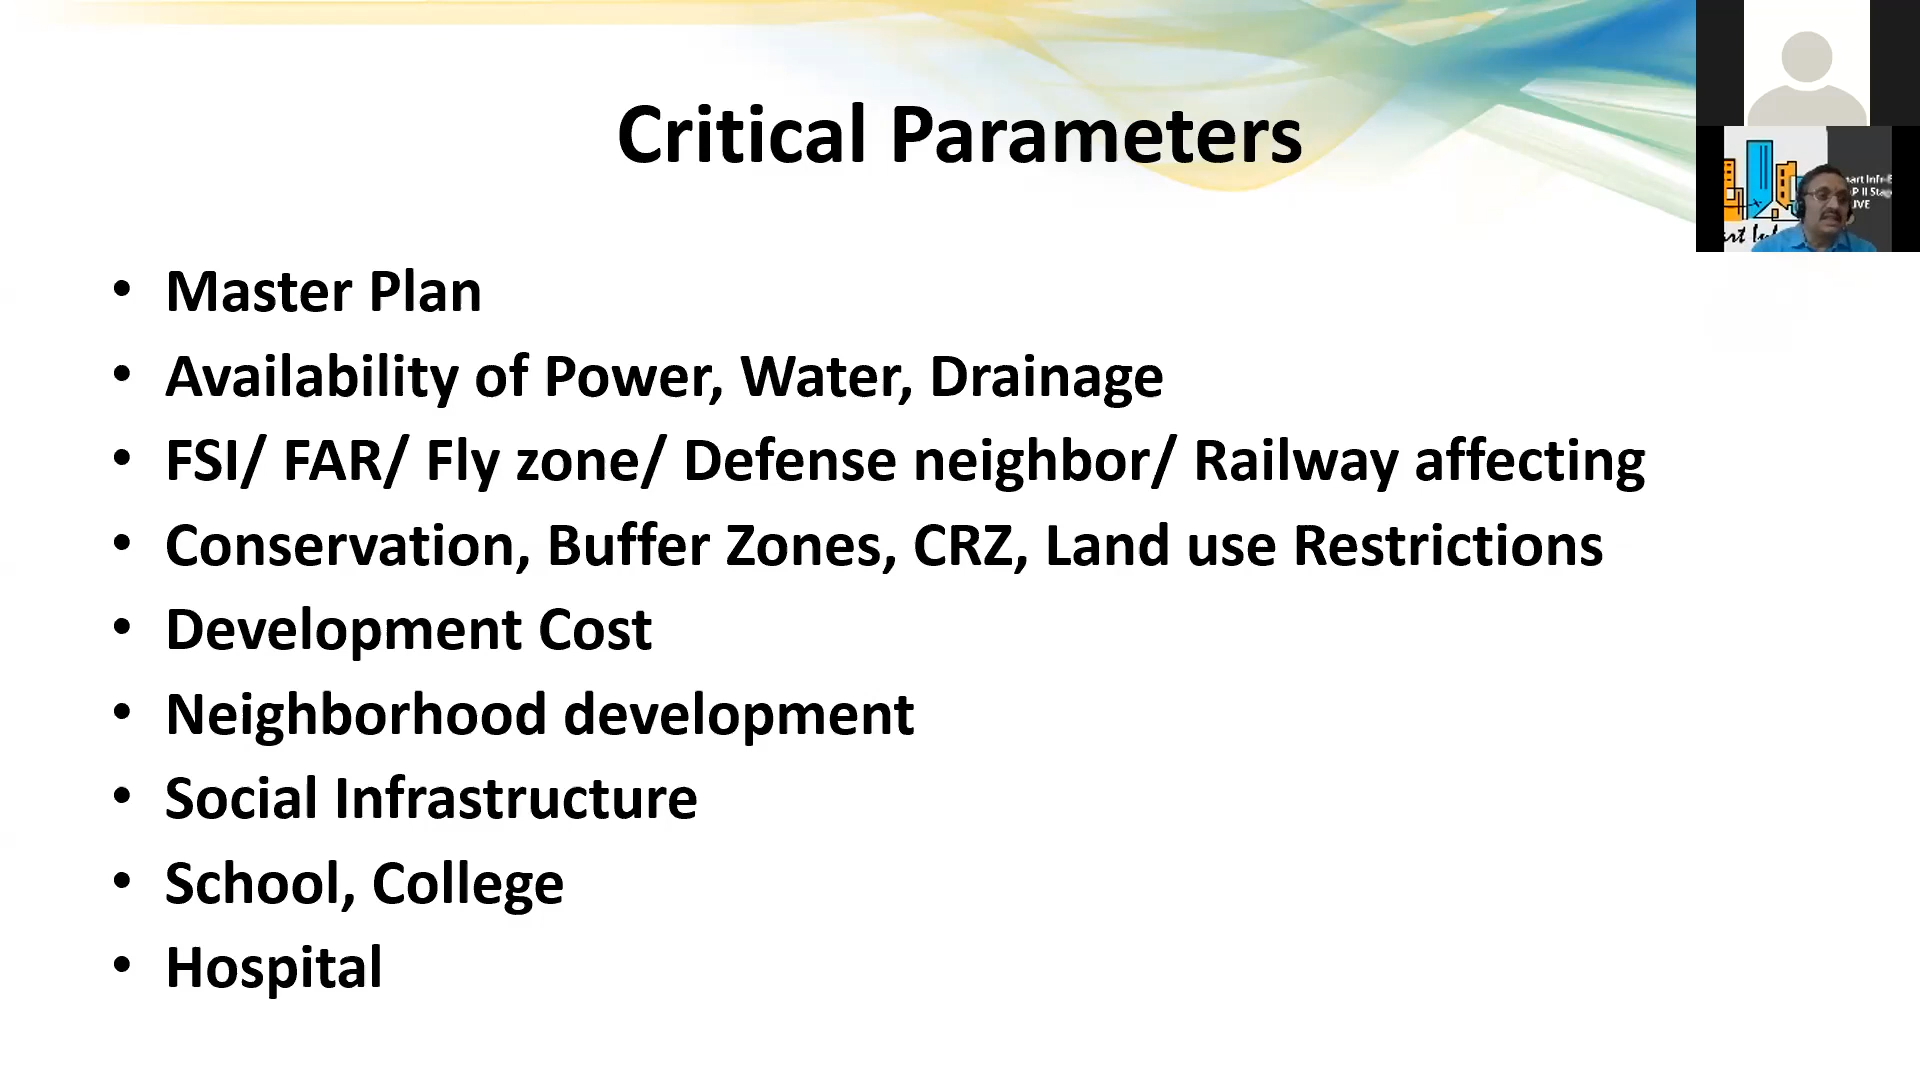 Critical Parameters
• Master Plan
• Availability of Power, Water, Drainage
• FSI/ FAR/ Fly zone/ Defense neighbor/ Railway affecting
• Conservation, Buffer Zones, CRZ, Land use Restrictions
• Development Cost
• Neighborhood development
• Social Infrastructure
• School, College
• Hospital